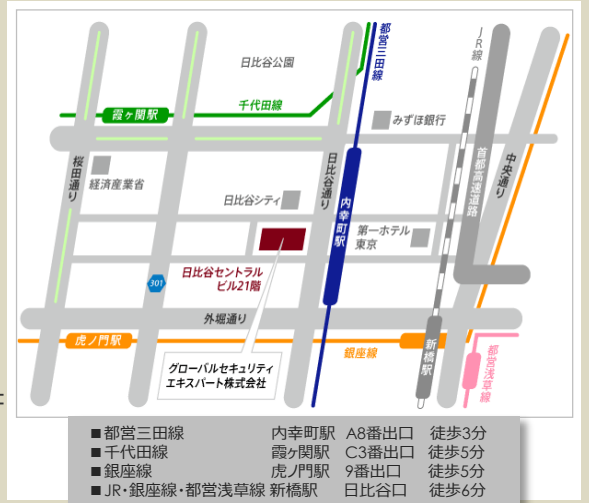 都営三田線
JR線
日比谷公園
千代田線
霞ヶ関駅
みずほ銀行
桜田通り
経済産業省
日比谷通り
首都高速道路
中央通り
日比谷シティ
内幸町駅
第一ホテル
東京
日比谷セントラル
ビル21階
301
外堀通り
虎ノ門駅
銀座線
新橋駅
都営浅草線
グローバルセキュリティ
エキスパート株式会社
■都営三田線 内幸町駅 A8番出口 徒歩3分
■千代田線 霞ヶ関駅 C3番出口 徒歩5分
■銀座線 虎ノ門駅 9番出口 徒歩5分
■JR・銀座線・都営浅草線 新橋駅 日比谷口 徒歩6分